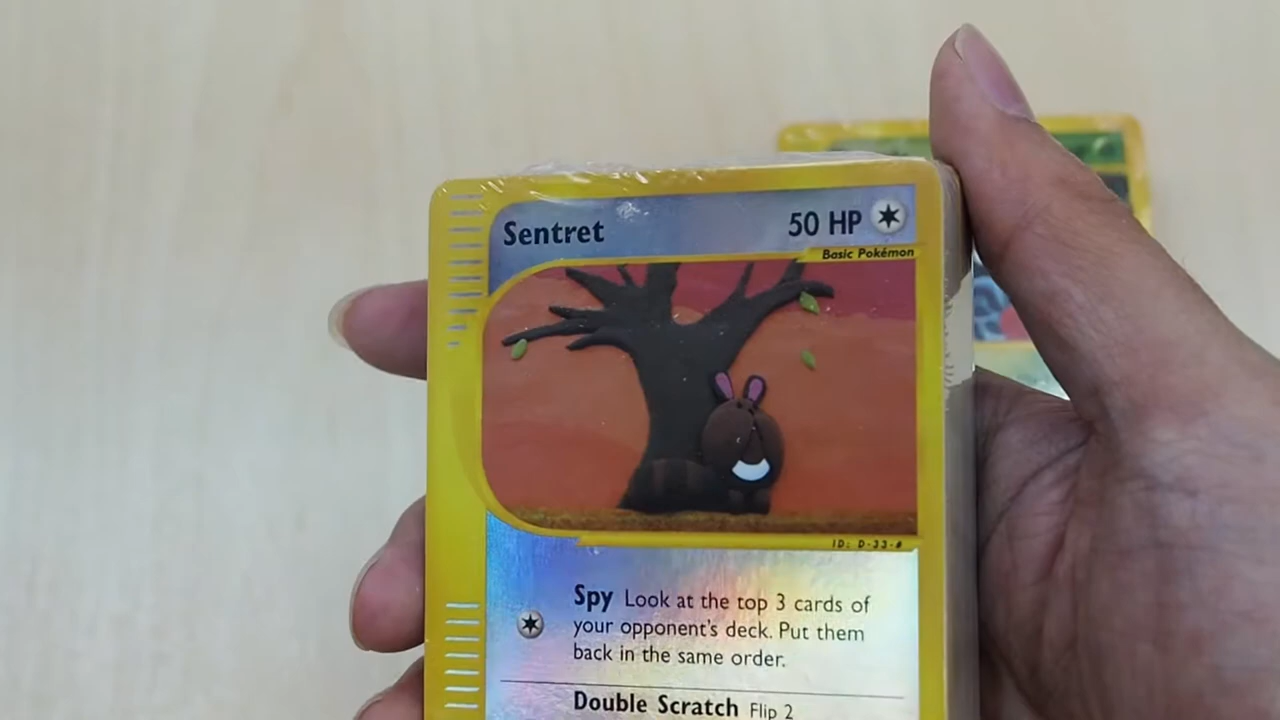 Sentret
50 HP
Basic Pokémon
ID: D-33-#
Spy Look at the top 3 cards of
your opponent's deck. Put them
back in the same order.
Double Scratch Flip 2